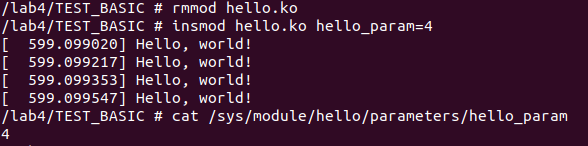 /lab4/TEST_BASIC # rmmod hello.ko
/lab4/TEST_BASIC # insmod hello.ko hello_param=4
[  599.099020] Hello, world!
[  599.099217] Hello, world!
[  599.099353] Hello, world!
[  599.099547] Hello, world!
/lab4/TEST_BASIC # cat /sys/module/hello/parameters/hello_param
4